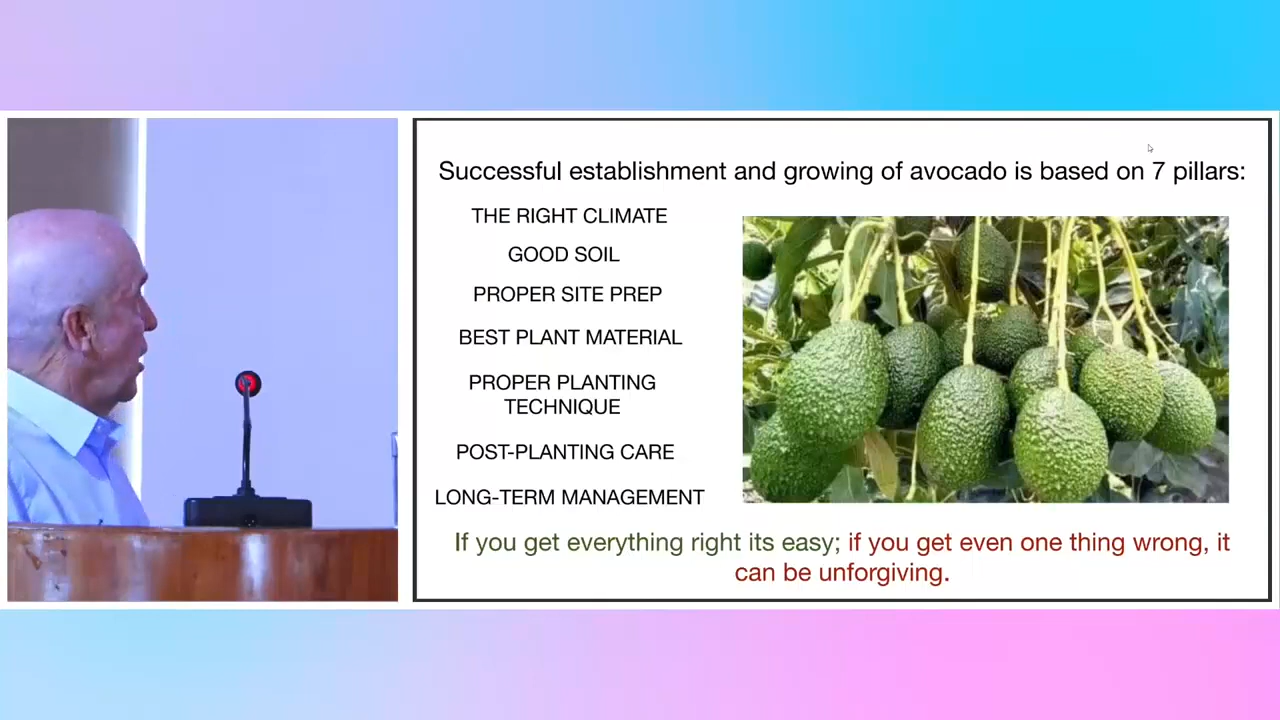 Successful establishment and growing of avocado is based on 7 pillars:
THE RIGHT CLIMATE
GOOD SOIL
PROPER SITE PREP
BEST PLANT MATERIAL
PROPER PLANTING
TECHNIQUE
POST-PLANTING CARE
LONG-TERM MANAGEMENT
If you get everything right its easy; if you get even one thing wrong, it
can be unforgiving.